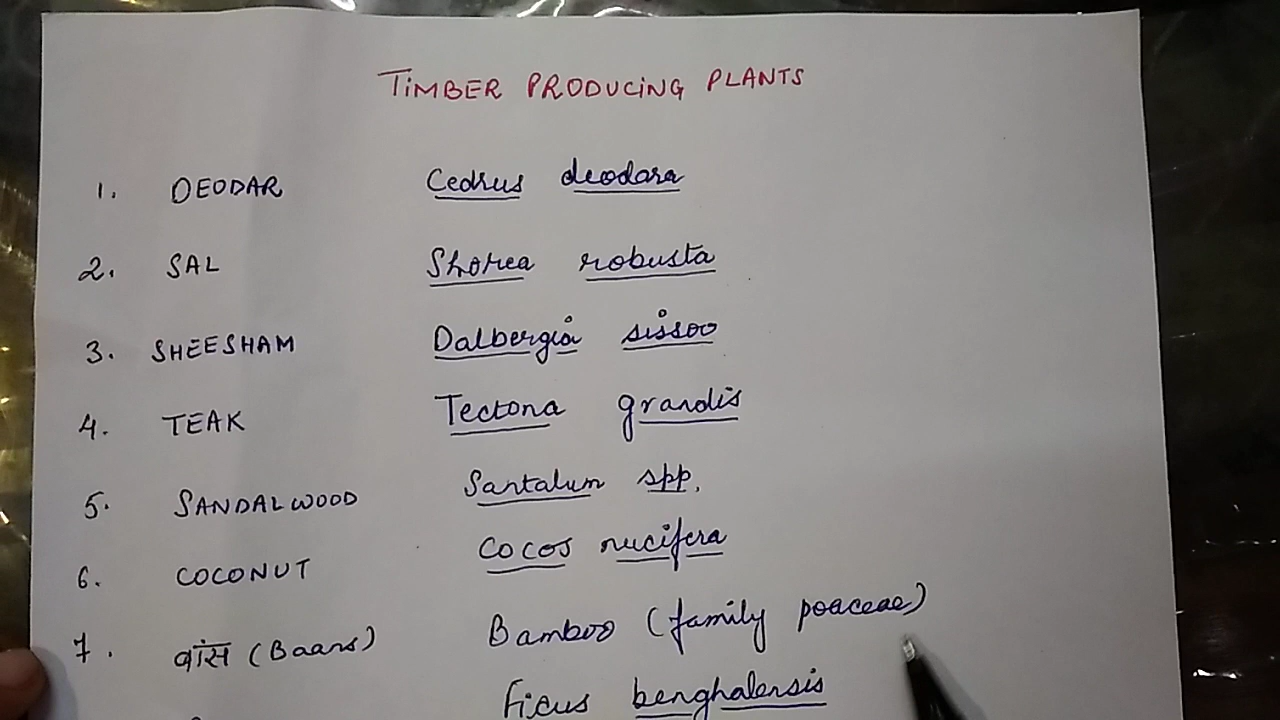 TIMBER PRODUCING PLANTS
1. DEODAR Cedrus deodara
2. SAL Shorea robusta
3. SHEESHAM Dalbergia sissoo
4. TEAK Tectona grandis
5. SANDALWOOD Santalum spp.
6. COCONUT Cocos nucifera
7. बांस (Baans) Bamboo (family poaceae)
Ficus benghalensis